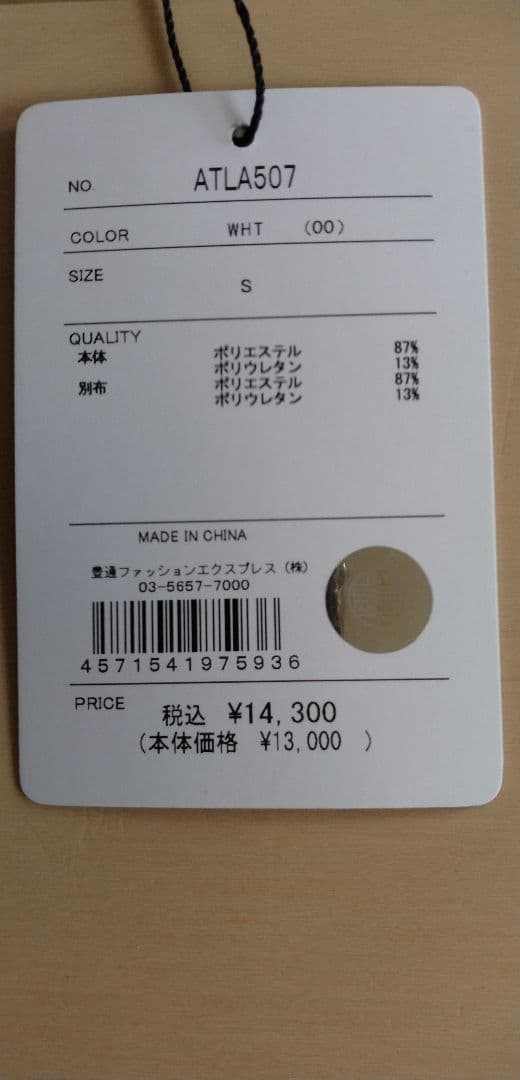 NO. ATLA507
COLOR WHT (00)
SIZE S
QUALITY
本体 ポリエステル 87%
ポリウレタン 13%
別布 ポリエステル 87%
ポリウレタン 13%
MADE IN CHINA
豊通ファッションエクスプレス(株)
03-5657-7000
4571541975936
PRICE 税込 ¥14,300
(本体価格 ¥13,000 )